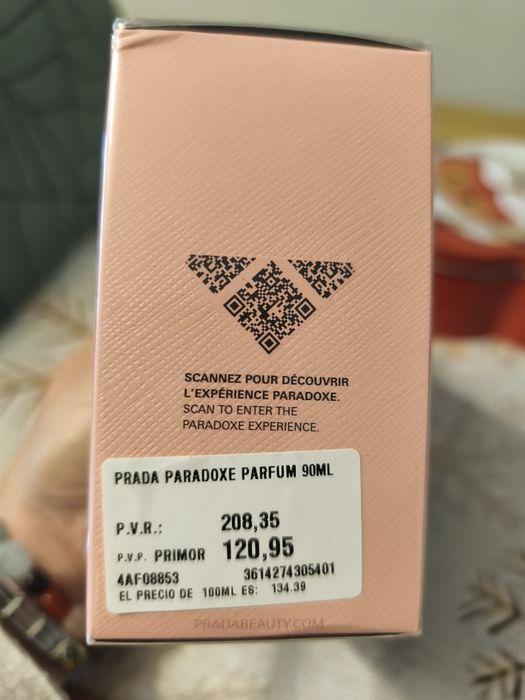 SCANNEZ POUR DÉCOUVRIR
L'EXPÉRIENCE PARADOXE.
SCAN TO ENTER THE
PARADOXE EXPERIENCE.
PRADA PARADOXE PARFUM 90ML
P.V.R.: 208,35
P.V.P. PRIMOR 120,95
4AF08853 3614274305401
EL PRECIO DE 100ML ES: 134.39
PRADABEAUTY.COM